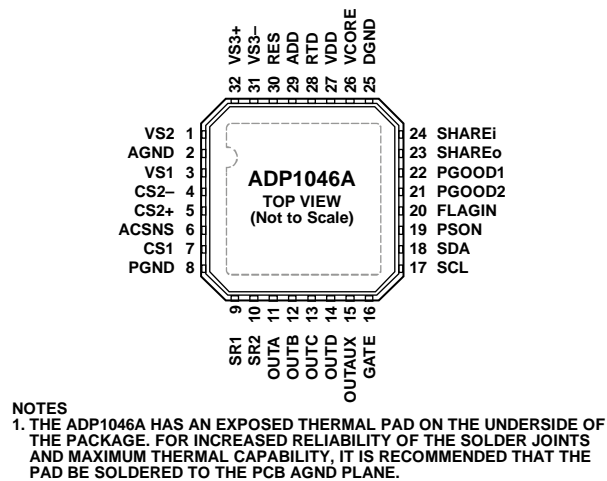 VS3+
VS3–
RES
ADD
RTD
VDD
VCORE
DGND
32
31
30
29
28
27
26
25
VS2 1
AGND 2
VS1 3
CS2– 4
CS2+ 5
ACSNS 6
CS1 7
PGND 8
ADP1046A
TOP VIEW
(Not to Scale)
24 SHAREi
23 SHAREo
22 PGOOD1
21 PGOOD2
20 FLAGIN
19 PSON
18 SDA
17 SCL
9
10
11
12
13
14
15
16
SR1
SR2
OUTA
OUTB
OUTC
OUTD
OUTAUX
GATE
NOTES
1. THE ADP1046A HAS AN EXPOSED THERMAL PAD ON THE UNDERSIDE OF
THE PACKAGE. FOR INCREASED RELIABILITY OF THE SOLDER JOINTS
AND MAXIMUM THERMAL CAPABILITY, IT IS RECOMMENDED THAT THE
PAD BE SOLDERED TO THE PCB AGND PLANE.